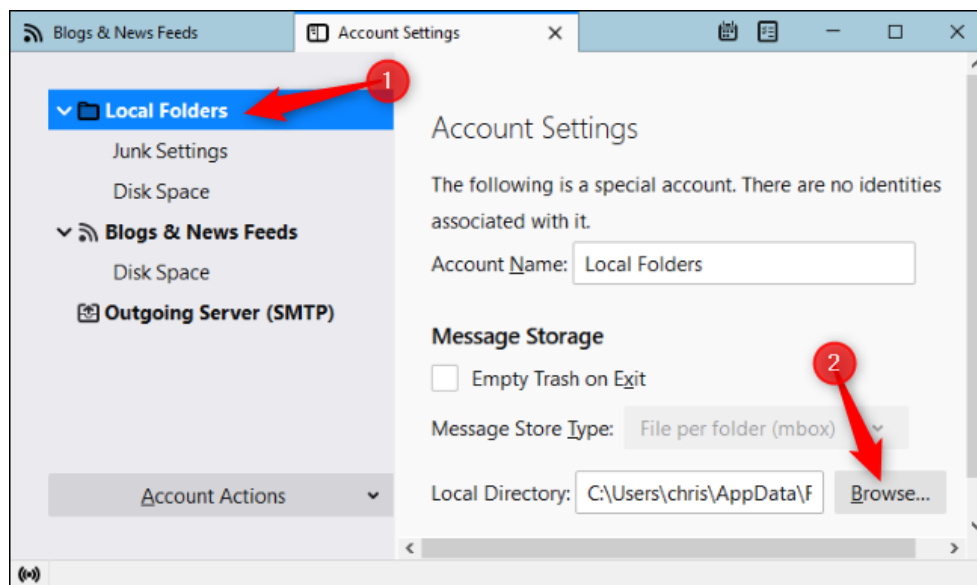 Blogs & News Feeds
Account Settings
1
Local Folders
Junk Settings
Disk Space
Blogs & News Feeds
Disk Space
Outgoing Server (SMTP)
Account Actions
Account Settings
The following is a special account. There are no identities
associated with it.
Account Name: Local Folders
Message Storage
Empty Trash on Exit
2
Message Store Type: File per folder (mbox)
Local Directory: C:\Users\chris\AppData\F Browse...